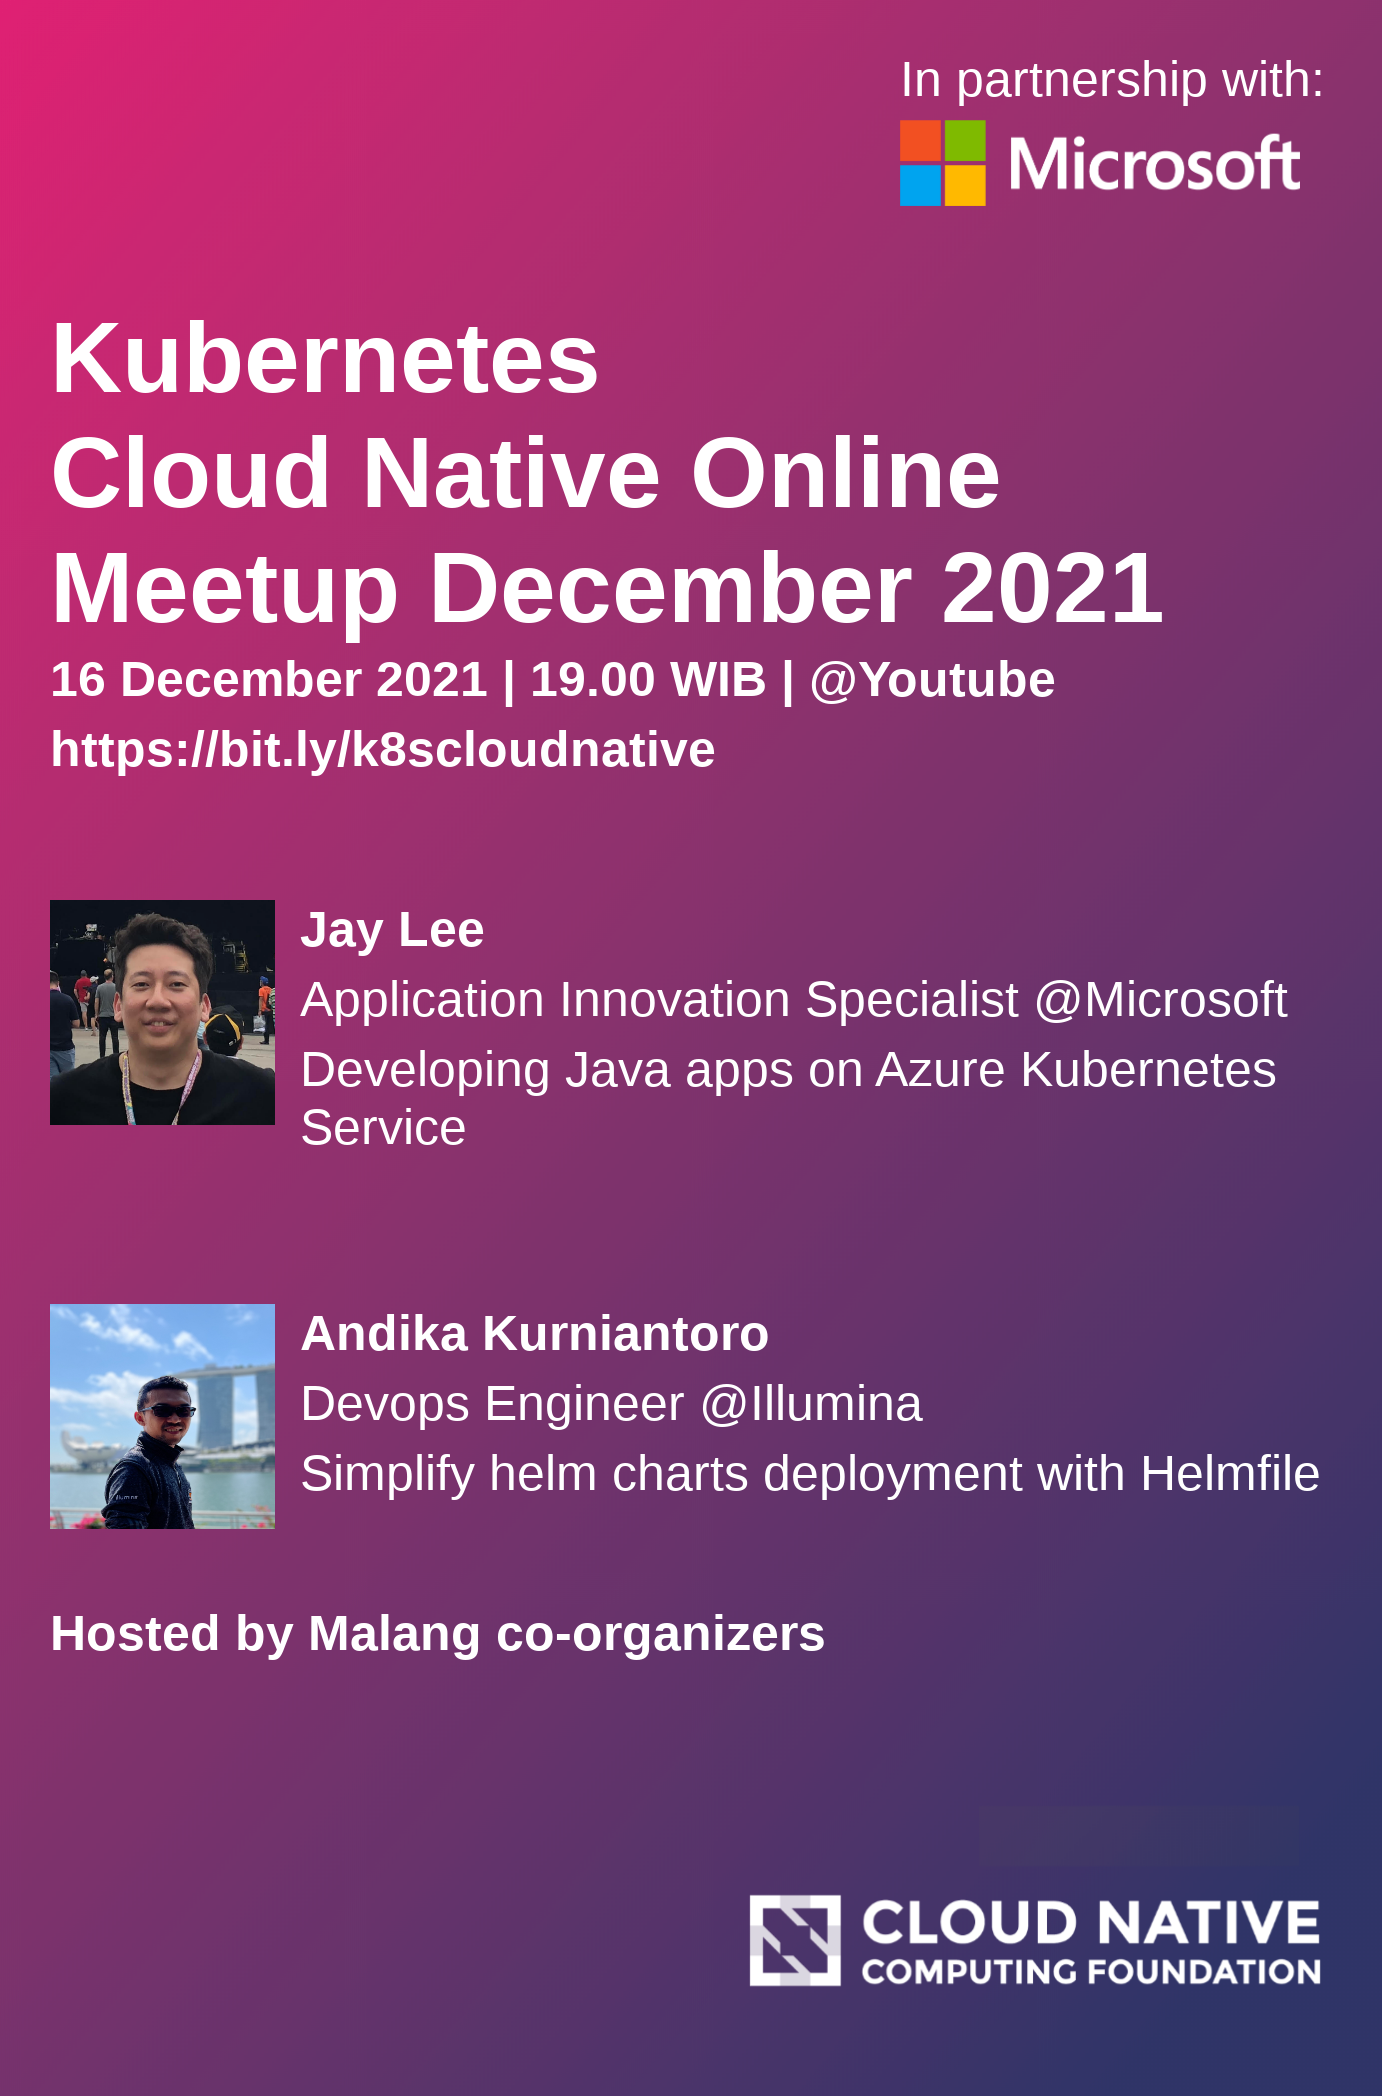 In partnership with:
Microsoft
Kubernetes
Cloud Native Online
Meetup December 2021
16 December 2021 | 19.00 WIB | @Youtube
https://bit.ly/k8scloudnative
Jay Lee
Application Innovation Specialist @Microsoft
Developing Java apps on Azure Kubernetes
Service
Andika Kurniantoro
Devops Engineer @Illumina
Simplify helm charts deployment with Helmfile
Hosted by Malang co-organizers
CLOUD NATIVE
COMPUTING FOUNDATION